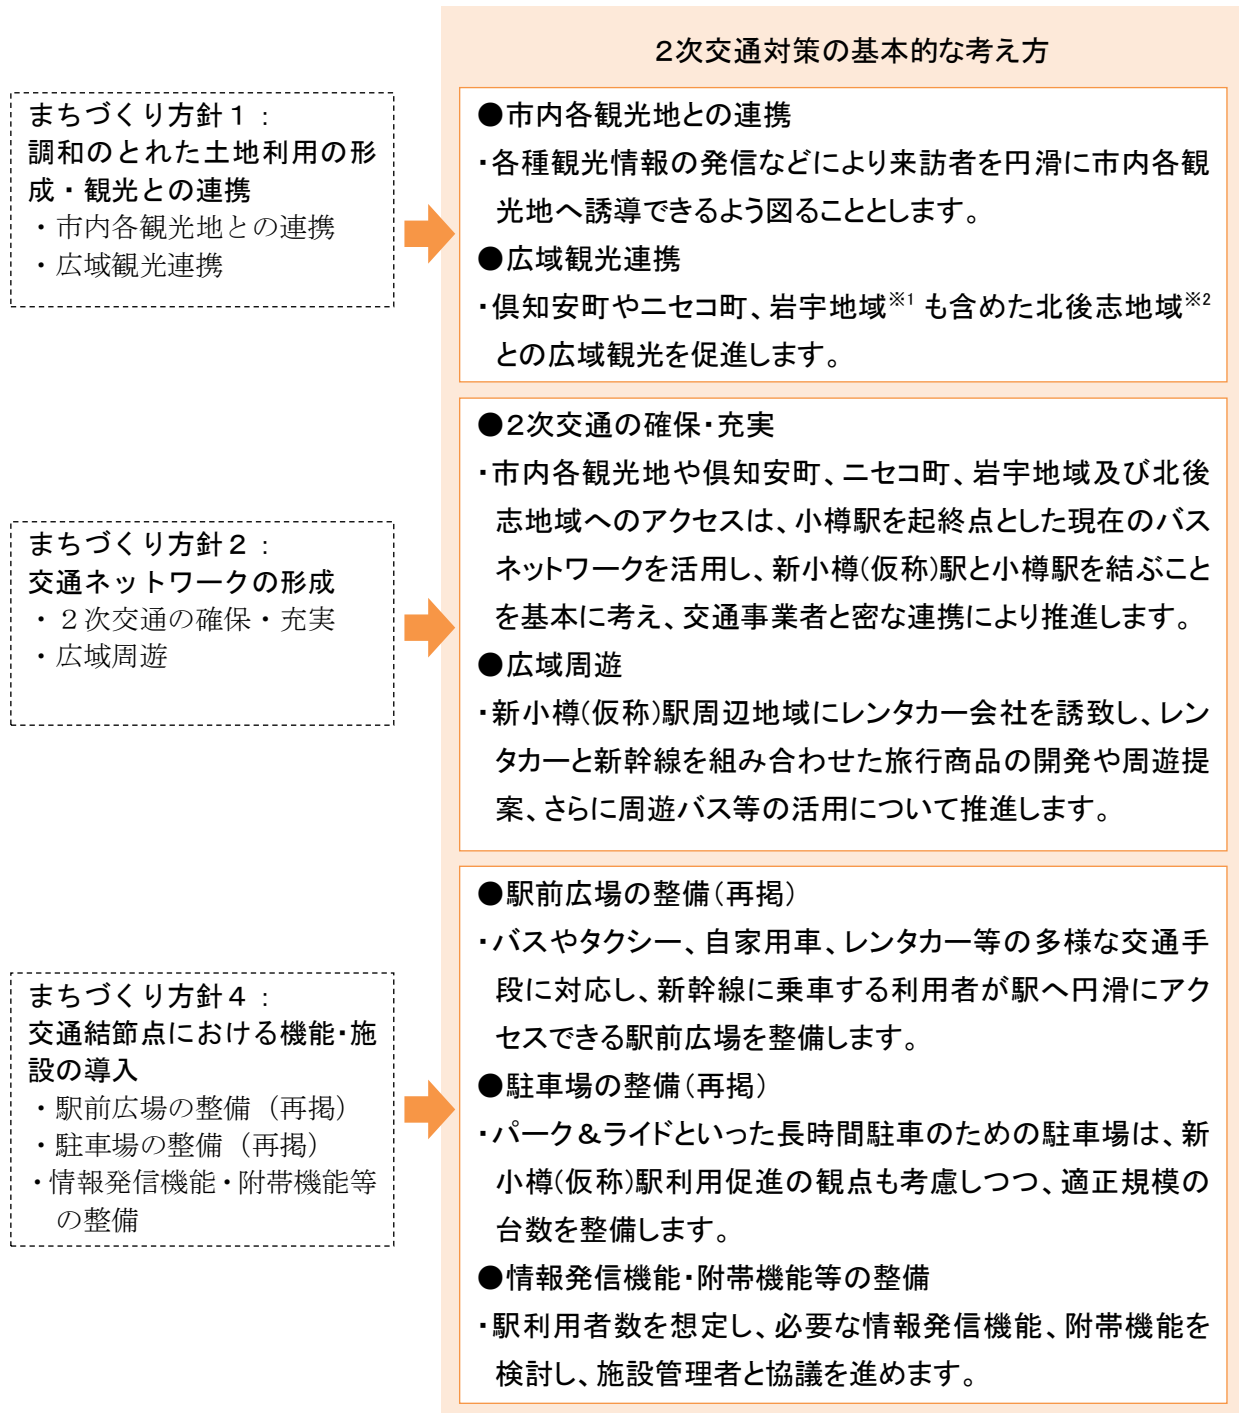 ２次交通対策の基本的な考え方
まちづくり方針１：
調和のとれた土地利用の形
成・観光との連携
・市内各観光地との連携
・広域観光連携
●市内各観光地との連携
・各種観光情報の発信などにより来訪者を円滑に市内各観
光地へ誘導できるよう図ることとします。
●広域観光連携
・倶知安町やニセコ町、岩宇地域※1 も含めた北後志地域※2
との広域観光を促進します。
まちづくり方針２：
交通ネットワークの形成
・２次交通の確保・充実
・広域周遊
●２次交通の確保・充実
・市内各観光地や倶知安町、ニセコ町、岩宇地域及び北後
志地域へのアクセスは、小樽駅を起終点とした現在のバス
ネットワークを活用し、新小樽(仮称)駅と小樽駅を結ぶこと
を基本に考え、交通事業者と密な連携により推進します。
●広域周遊
・新小樽(仮称)駅周辺地域にレンタカー会社を誘致し、レン
タカーと新幹線を組み合わせた旅行商品の開発や周遊提
案、さらに周遊バス等の活用について推進します。
まちづくり方針４：
交通結節点における機能・施
設の導入
・駅前広場の整備（再掲）
・駐車場の整備（再掲）
・情報発信機能・附帯機能等
の整備
●駅前広場の整備（再掲）
・バスやタクシー、自家用車、レンタカー等の多様な交通手
段に対応し、新幹線に乗車する利用者が駅へ円滑にアク
セスできる駅前広場を整備します。
●駐車場の整備（再掲）
・パーク＆ライドといった長時間駐車のための駐車場は、新
小樽(仮称)駅利用促進の観点も考慮しつつ、適正規模の
台数を整備します。
●情報発信機能・附帯機能等の整備
・駅利用者数を想定し、必要な情報発信機能、附帯機能を
検討し、施設管理者と協議を進めます。